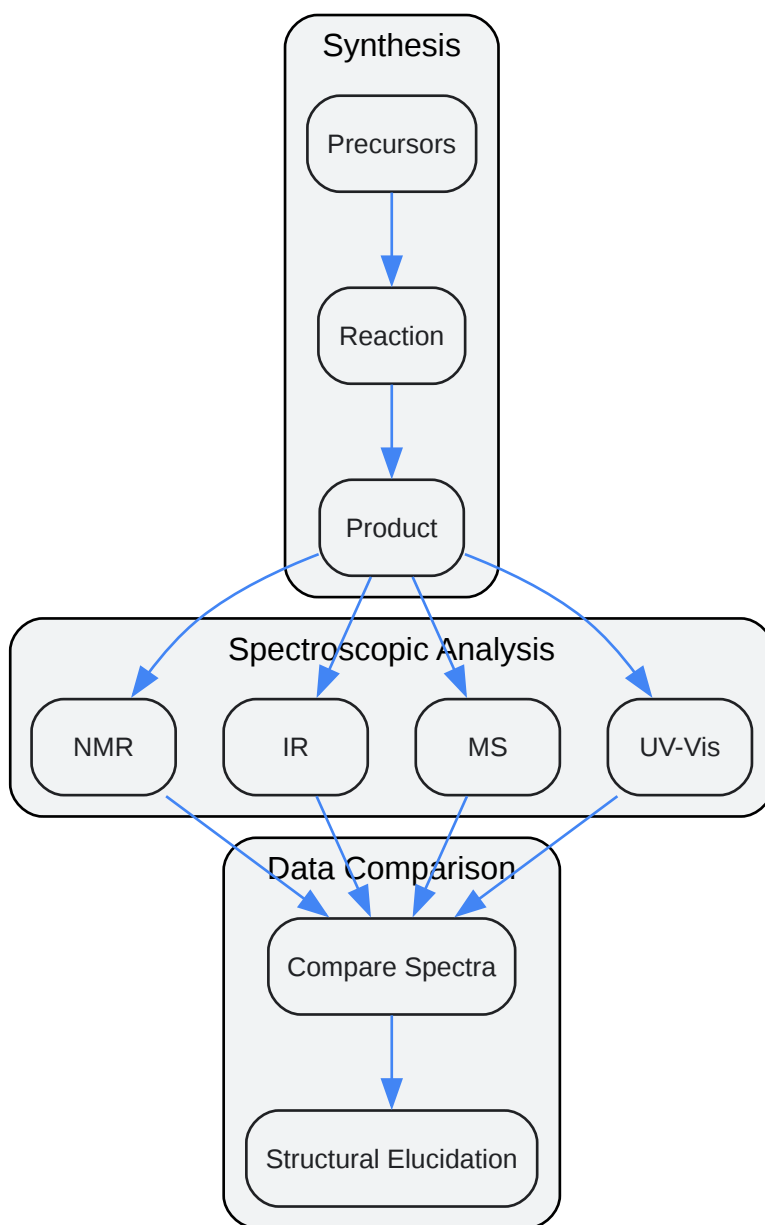 Synthesis
Precursors
Reaction
Product
Spectroscopic Analysis
NMR
IR
MS
UV-Vis
Data Comparison
Compare Spectra
Structural Elucidation